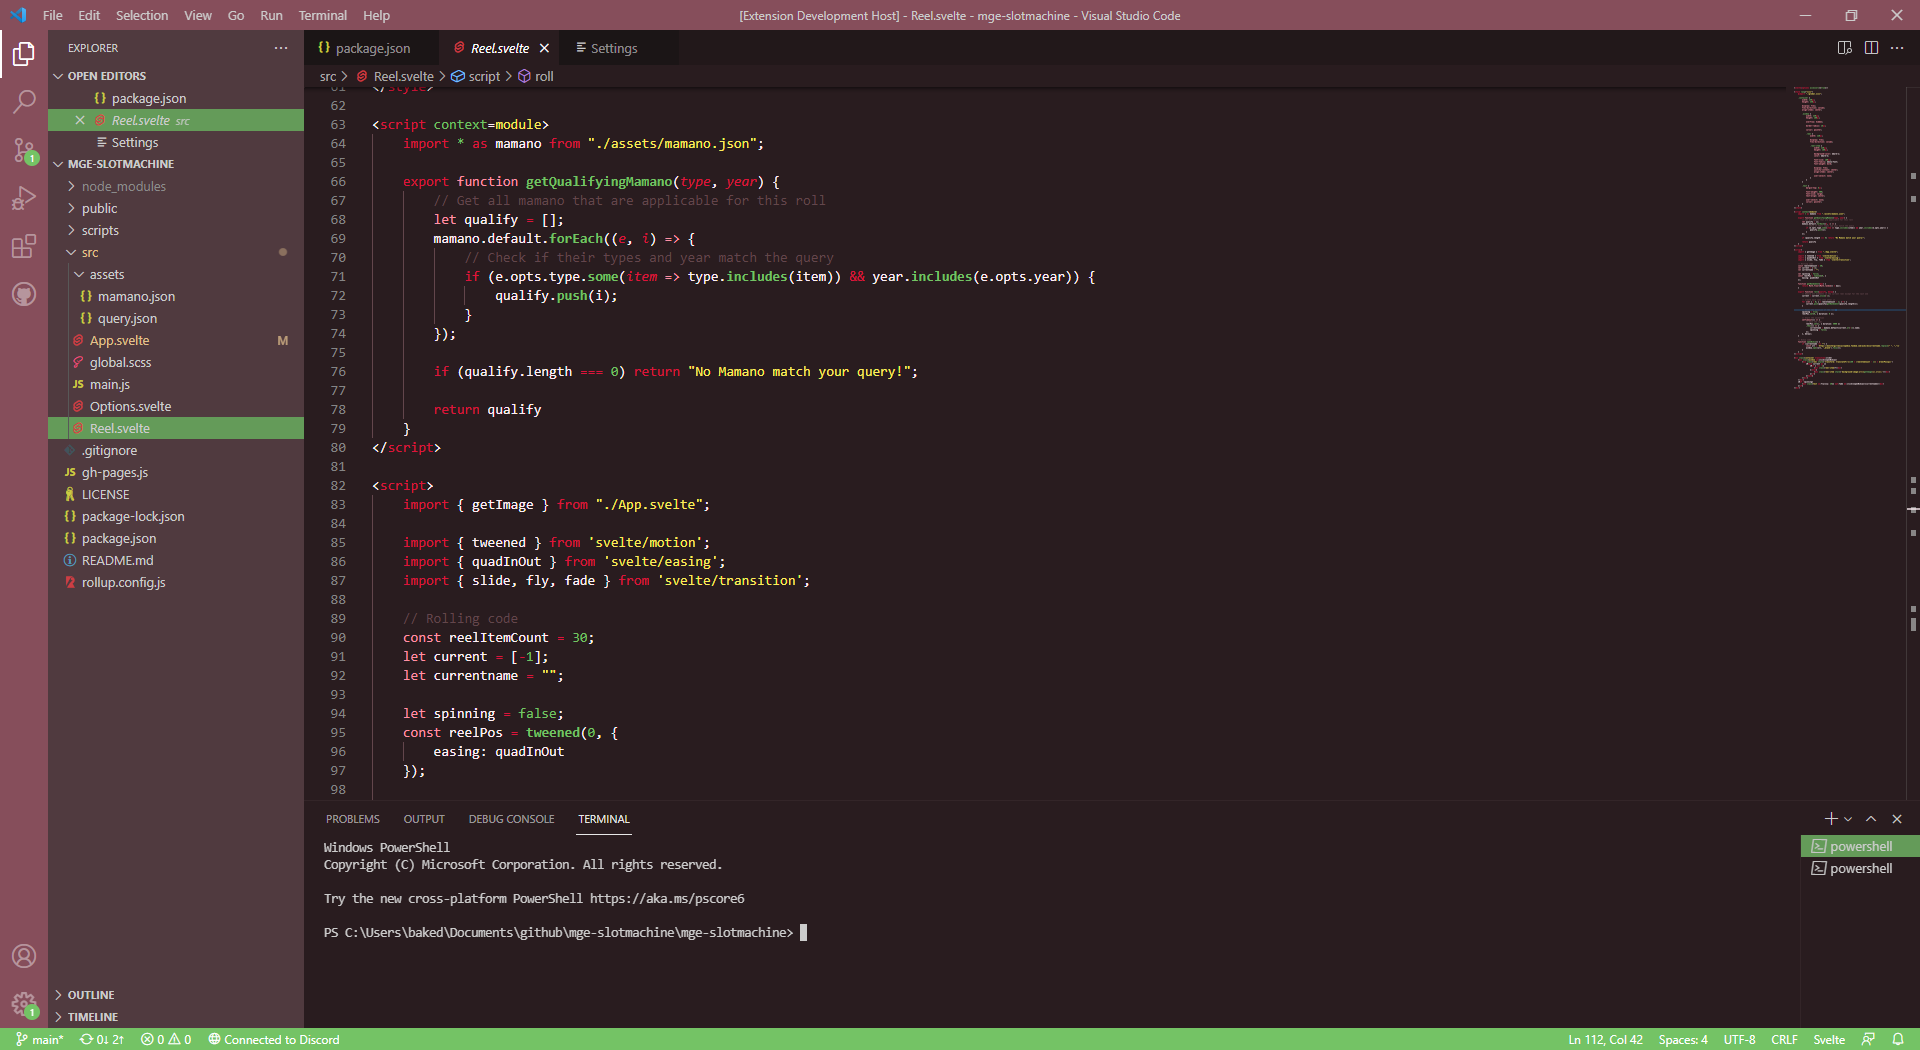 File Edit Selection View Go Run Terminal Help
[Extension Development Host] - Reel.svelte - mge-slotmachine - Visual Studio Code
EXPLORER
OPEN EDITORS
package.json
Reel.svelte src
Settings
MGE-SLOTMACHINE
node_modules
public
scripts
src
assets
mamano.json
query.json
App.svelte M
global.scss
JS main.js
Options.svelte
Reel.svelte
.gitignore
JS gh-pages.js
LICENSE
package-lock.json
package.json
README.md
rollup.config.js
OUTLINE
TIMELINE
1
1
package.json Reel.svelte Settings
src > Reel.svelte > script > roll
61 </style>
62
63 <script context=module>
64     import * as mamano from "./assets/mamano.json";
65
66     export function getQualifyingMamano(type, year) {
67         // Get all mamano that are applicable for this roll
68         let qualify = [];
69         mamano.default.forEach((e, i) => {
70             // Check if their types and year match the query
71             if (e.opts.type.some(item => type.includes(item)) && year.includes(e.opts.year)) {
72                 qualify.push(i);
73             }
74         });
75
76         if (qualify.length === 0) return "No Mamano match your query!";
77
78         return qualify
79     }
80 </script>
81
82 <script>
83     import { getImage } from "./App.svelte";
84
85     import { tweened } from 'svelte/motion';
86     import { quadInOut } from 'svelte/easing';
87     import { slide, fly, fade } from 'svelte/transition';
88
89     // Rolling code
90     const reelItemCount = 30;
91     let current = [-1];
92     let currentname = "";
93
94     let spinning = false;
95     const reelPos = tweened(0, {
96         easing: quadInOut
97     });
98
PROBLEMS OUTPUT DEBUG CONSOLE TERMINAL
Windows PowerShell
Copyright (C) Microsoft Corporation. All rights reserved.
Try the new cross-platform PowerShell https://aka.ms/pscore6
PS C:\Users\baked\Documents\github\mge-slotmachine\mge-slotmachine>
powershell
powershell
main* 0↓ 2↑ 0 0 Connected to Discord
Ln 112, Col 42 Spaces: 4 UTF-8 CRLF Svelte